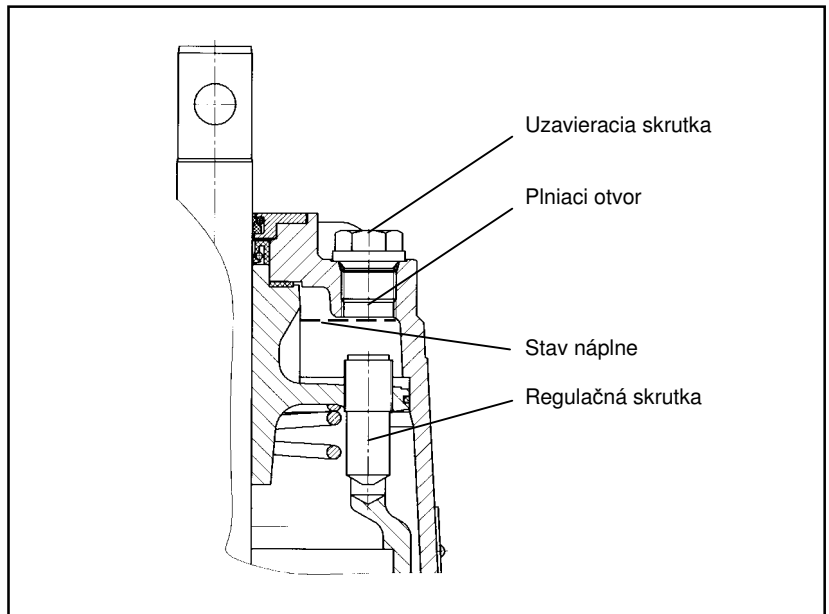 Uzavieracia skrutka
Plniaci otvor
Stav náplne
Regulačná skrutka